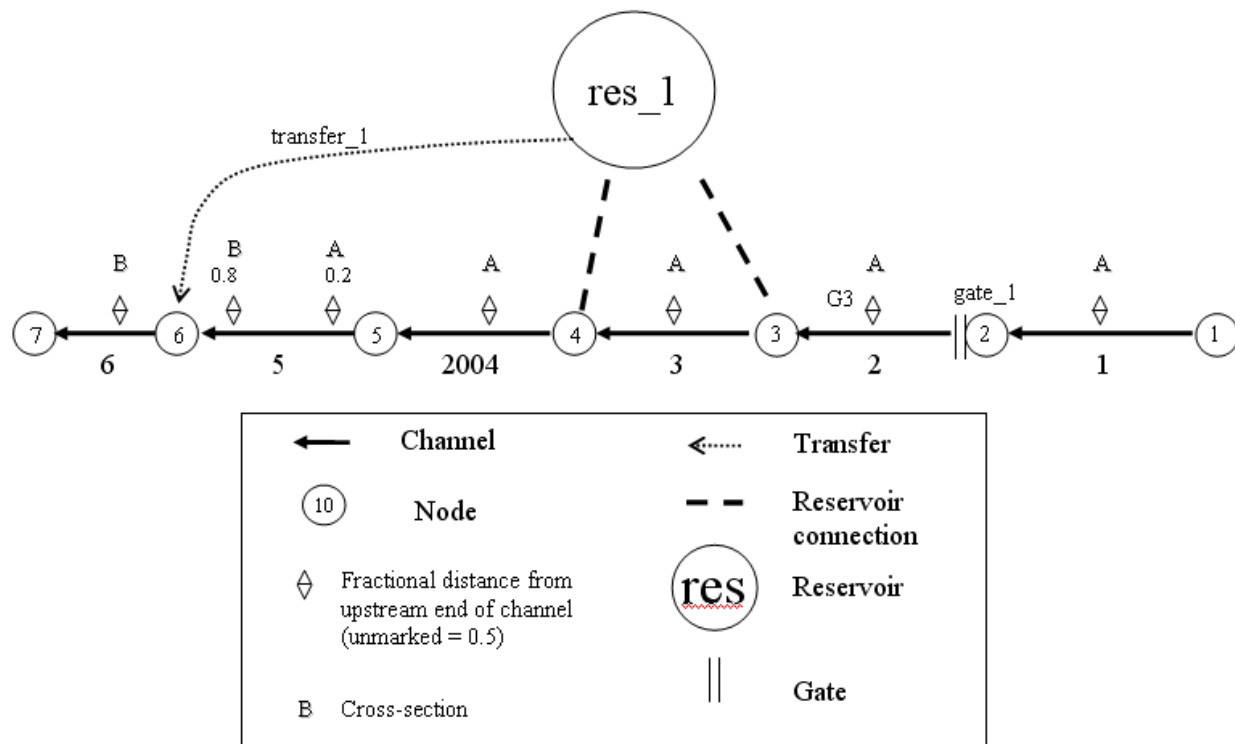 res_1
transfer_1
B
B
A
A
A
A
A
0.8
0.2
G3
gate_1
7
6
5
4
3
2
1
6
5
2004
3
2
1
Channel
Transfer
10
Node
Reservoir
connection
Fractional distance from
upstream end of channel
(unmarked = 0.5)
res
Reservoir
B
Cross-section
Gate